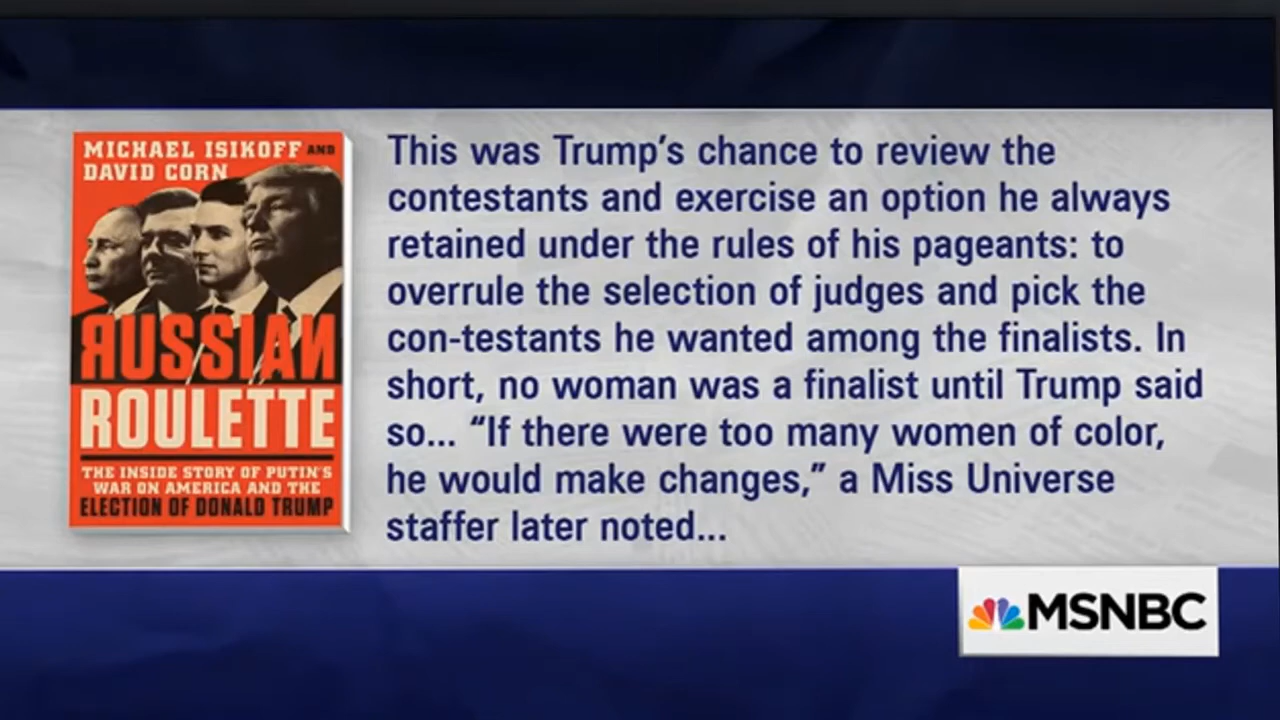 MICHAEL ISIKOFF AND
DAVID CORN
RUSSIAN
ROULETTE
THE INSIDE STORY OF PUTIN'S
WAR ON AMERICA AND THE
ELECTION OF DONALD TRUMP
This was Trump’s chance to review the
contestants and exercise an option he always
retained under the rules of his pageants: to
overrule the selection of judges and pick the
con-testants he wanted among the finalists. In
short, no woman was a finalist until Trump said
so... “If there were too many women of color,
he would make changes,” a Miss Universe
staffer later noted...
MSNBC